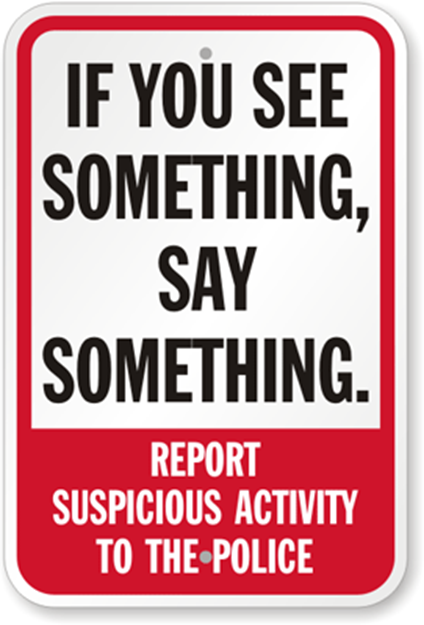 IF YOU SEE
SOMETHING,
SAY
SOMETHING.
REPORT
SUSPICIOUS ACTIVITY
TO THE POLICE